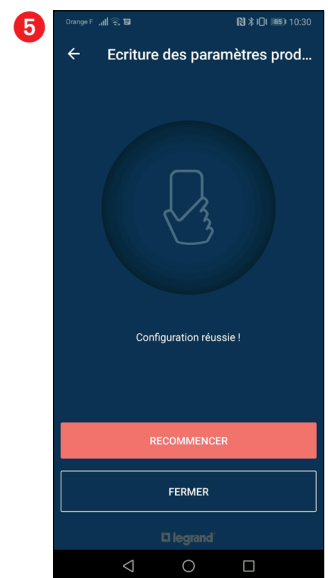 5
Orange F 10:30
Ecriture des paramètres prod...
Configuration réussie !
RECOMMENCER
FERMER
legrand